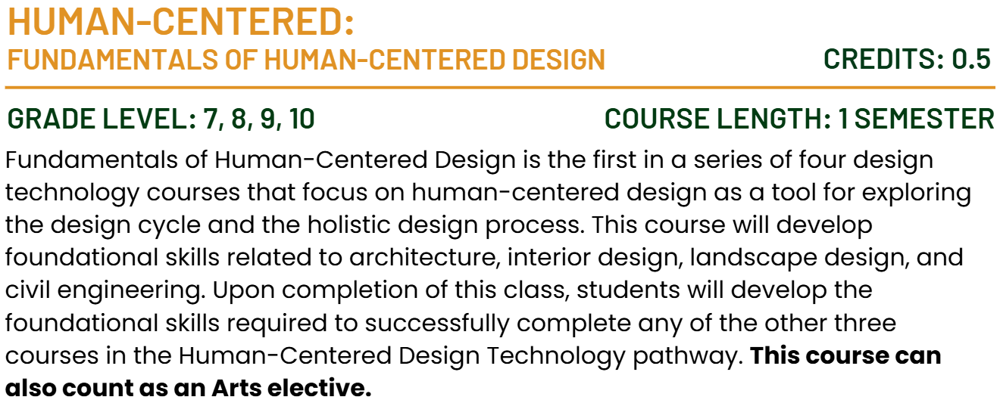 HUMAN-CENTERED:
FUNDAMENTALS OF HUMAN-CENTERED DESIGN
CREDITS: 0.5
GRADE LEVEL: 7, 8, 9, 10
COURSE LENGTH: 1 SEMESTER
Fundamentals of Human-Centered Design is the first in a series of four design
technology courses that focus on human-centered design as a tool for exploring
the design cycle and the holistic design process. This course will develop
foundational skills related to architecture, interior design, landscape design, and
civil engineering. Upon completion of this class, students will develop the
foundational skills required to successfully complete any of the other three
courses in the Human-Centered Design Technology pathway. This course can
also count as an Arts elective.